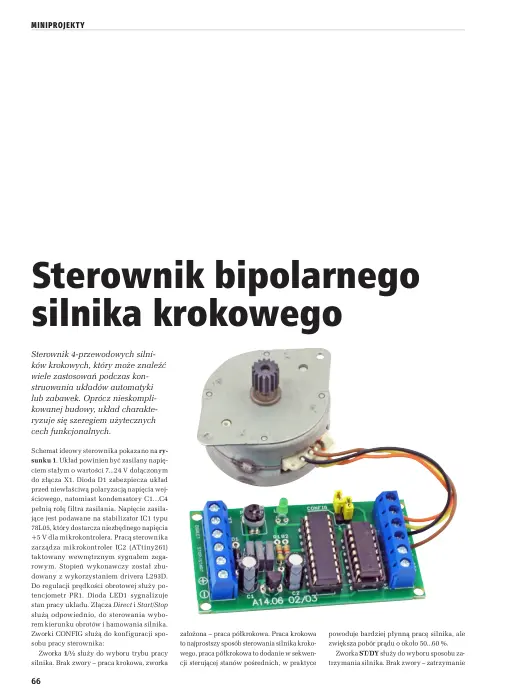 MINIPROJEKTY
Sterownik bipolarnego
silnika krokowego
Sterownik 4-przewodowych silni-
ków krokowych, który może znaleźć
wiele zastosowań podczas kon-
struowania układów automatyki
lub zabawek. Oprócz nieskompli-
kowanej budowy, układ charakte-
ryzuje się szeregiem użytecznych
cech funkcjonalnych.
Schemat ideowy sterownika pokazano na ry-
sunku 1. Układ powinien być zasilany napię-
ciem stałym o wartości 7...24 V dołączonym
do złącza X1. Dioda D1 zabezpiecza układ
przed niewłaściwą polaryzacją napięcia wej-
ściowego, natomiast kondensatory C1...C4
pełnią rolę filtra zasilania. Napięcie zasila-
jące jest podawane na stabilizator IC1 typu
78L05, który dostarcza niezbędnego napięcia
+5 V dla mikrokontrolera. Pracą sterownika
zarządza mikrokontroler IC2 (ATtiny261)
taktowany wewnętrznym sygnałem zega-
rowym. Stopień wykonawczy został zbu-
dowany z wykorzystaniem drivera L293D.
Do regulacji prędkości obrotowej służy po-
tencjometr PR1. Dioda LED1 sygnalizuje
stan pracy układu. Złącza Direct i Start/Stop
służą odpowiednio, do sterowania wybo-
rem kierunku obrotów i hamowania silnika.
Zworki CONFIG służą do konfiguracji spo-
sobu pracy sterownika:
Zworka 1/½ służy do wyboru trybu pracy
silnika. Brak zwory – praca krokowa, zworka
założona – praca półkrokowa. Praca krokowa
to najprostszy sposób sterowania silnika kroko-
wego. praca półkrokowa to dodanie w sekwen-
cji sterującej stanów pośrednich, w praktyce
powoduje bardziej płynną pracę silnika, ale
zwiększa pobór prądu o około 50...60 %.
Zworka ST/DY służy do wyboru sposobu za-
trzymania silnika. Brak zwory – zatrzymanie
CONFIG
A14.06 02/03
66